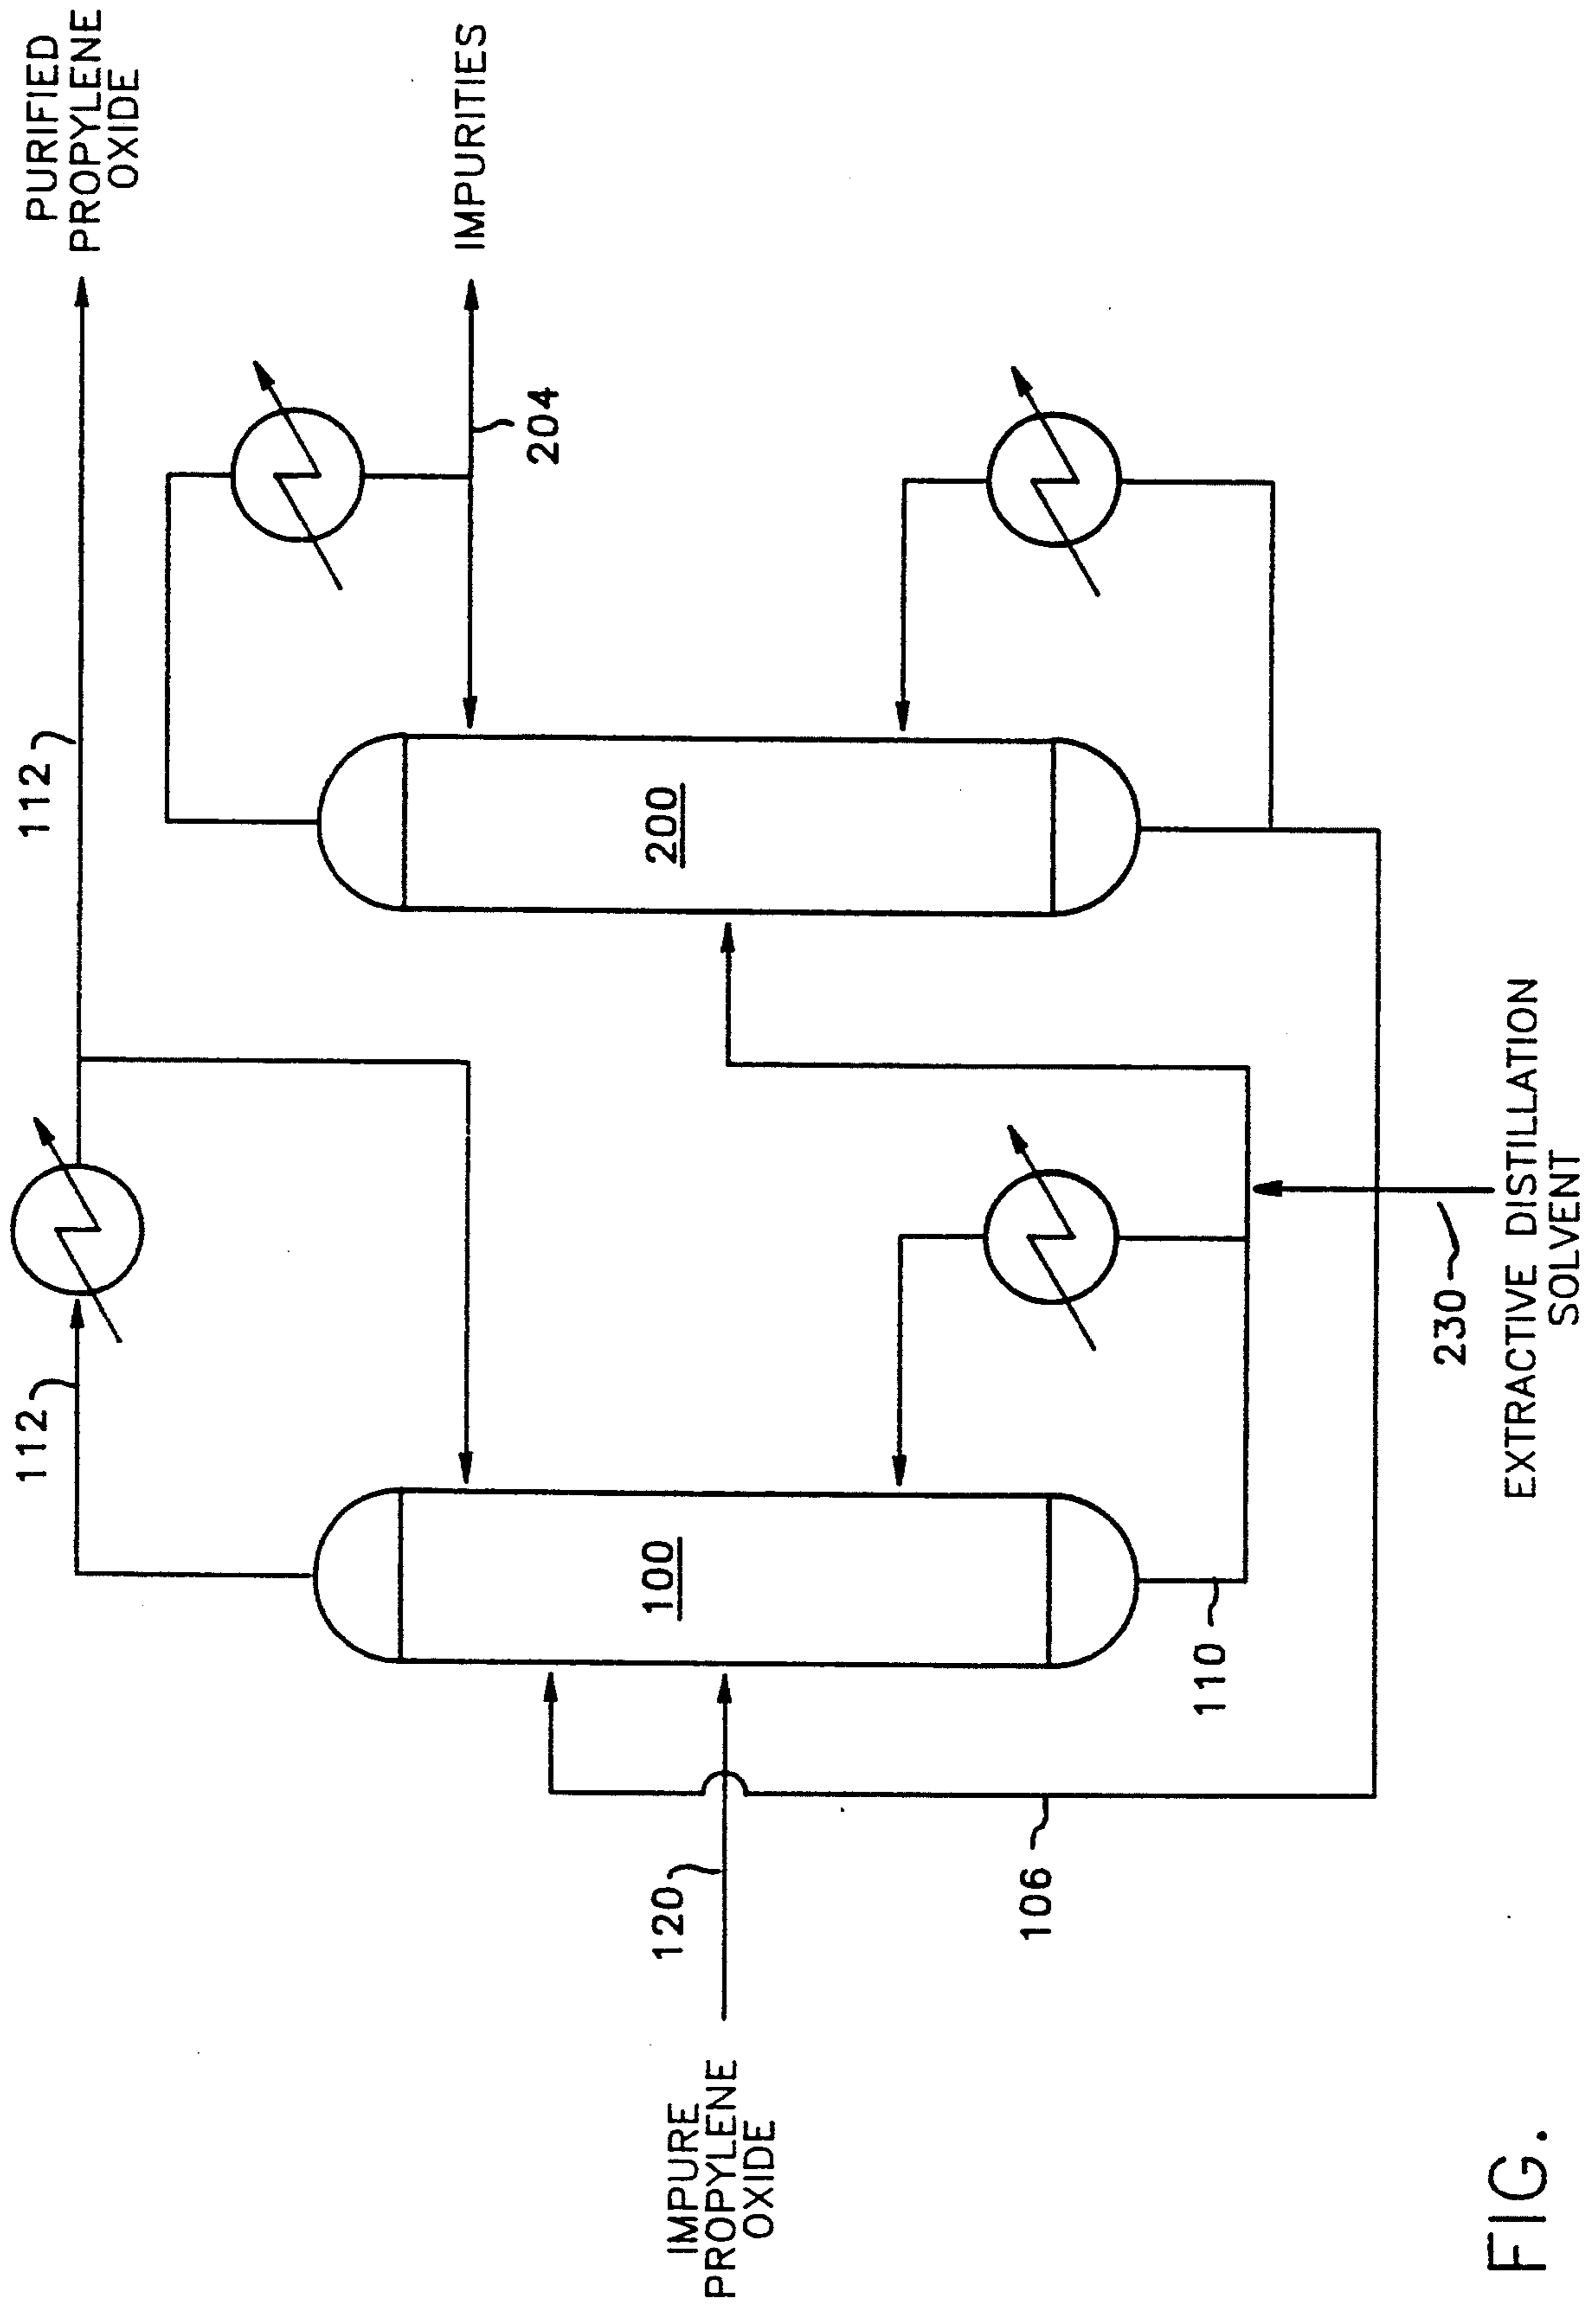 112
112
PURIFIED
PROPYLENE
OXIDE
IMPURITIES
204
100
200
IMPURE
PROPYLENE
OXIDE
120
106
110
230
EXTRACTIVE DISTILLATION
SOLVENT
FIG.